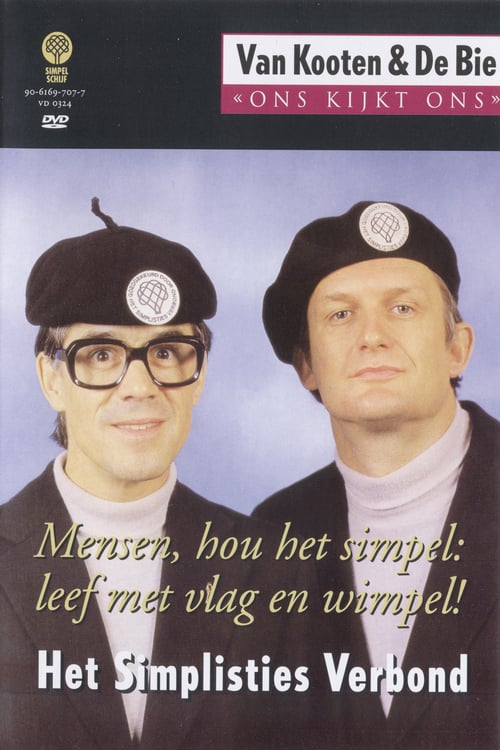 SIMPEL
SCHIJF
90-6169-707-7
VD 0324
DVD
Van Kooten & De Bie
«ONS KIJKT ONS»
Mensen, hou het simpel:
leef met vlag en wimpel!
Het Simplisties Verbond